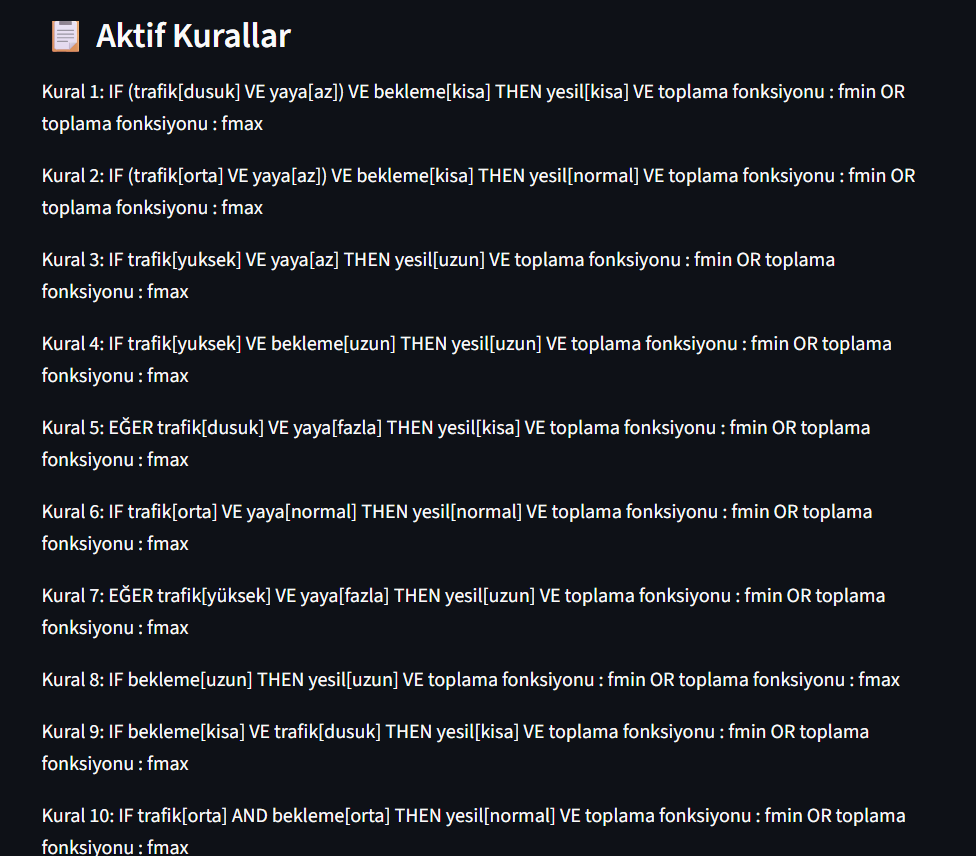 Aktif Kurallar
Kural 1: IF (trafik[dusuk] VE yaya[az]) VE bekleme[kisa] THEN yesil[kisa] VE toplama fonksiyonu : fmin OR
toplama fonksiyonu : fmax
Kural 2: IF (trafik[orta] VE yaya[az]) VE bekleme[kisa] THEN yesil[normal] VE toplama fonksiyonu : fmin OR
toplama fonksiyonu : fmax
Kural 3: IF trafik[yuksek] VE yaya[az] THEN yesil[uzun] VE toplama fonksiyonu : fmin OR toplama
fonksiyonu : fmax
Kural 4: IF trafik[yuksek] VE bekleme[uzun] THEN yesil[uzun] VE toplama fonksiyonu : fmin OR toplama
fonksiyonu : fmax
Kural 5: EĞER trafik[dusuk] VE yaya[fazla] THEN yesil[kisa] VE toplama fonksiyonu : fmin OR toplama
fonksiyonu : fmax
Kural 6: IF trafik[orta] VE yaya[normal] THEN yesil[normal] VE toplama fonksiyonu : fmin OR toplama
fonksiyonu : fmax
Kural 7: EĞER trafik[yüksek] VE yaya[fazla] THEN yesil[uzun] VE toplama fonksiyonu : fmin OR toplama
fonksiyonu : fmax
Kural 8: IF bekleme[uzun] THEN yesil[uzun] VE toplama fonksiyonu : fmin OR toplama fonksiyonu : fmax
Kural 9: IF bekleme[kisa] VE trafik[dusuk] THEN yesil[kisa] VE toplama fonksiyonu : fmin OR toplama
fonksiyonu : fmax
Kural 10: IF trafik[orta] AND bekleme[orta] THEN yesil[normal] VE toplama fonksiyonu : fmin OR toplama
fonksiyonu : fmax